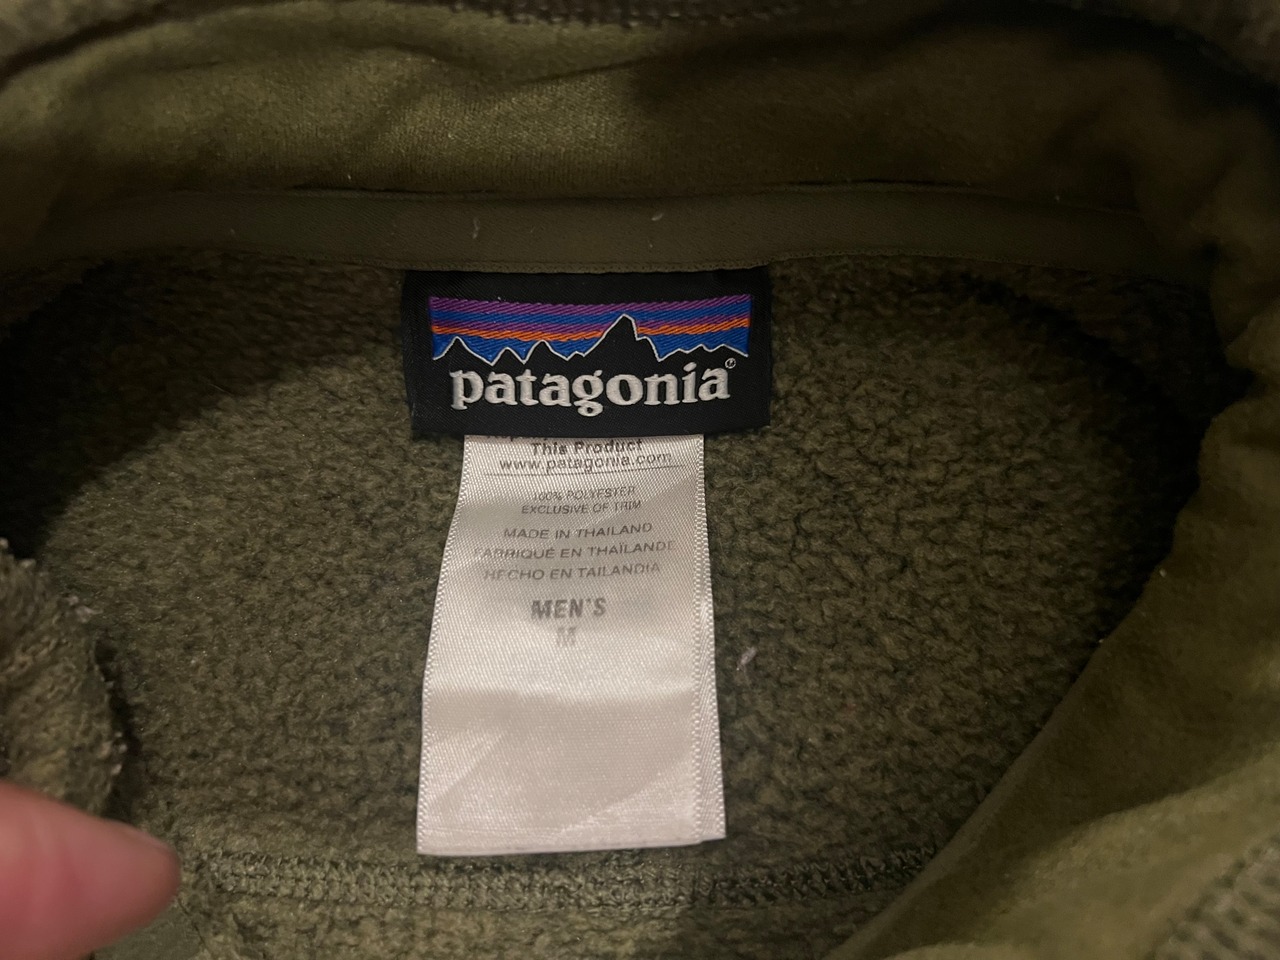 patagonia®
This Product
www.patagonia.com
100% POLYESTER
EXCLUSIVE OF TRIM
MADE IN THAILAND
FABRIQUÉ EN THAÏLANDE
HECHO EN TAILANDIA
MEN'S
M